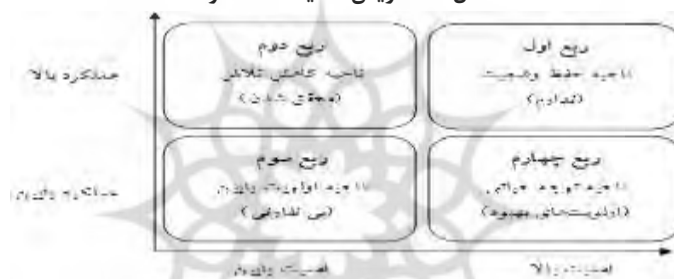 ربع اول
ناحیه حفظ وضعیت
(تداوم)
ربع دوم
ناحیه کاهش تلاش
(محقق شدن)
عملکرد بالا
ربع چهارم
ناحیه توجه حیاتی
(اولویت‌های بهبود)
ربع سوم
ناحیه اولویت پایین
(بی تفاوتی)
عملکرد پایین
اهمیت بالا
اهمیت پایین